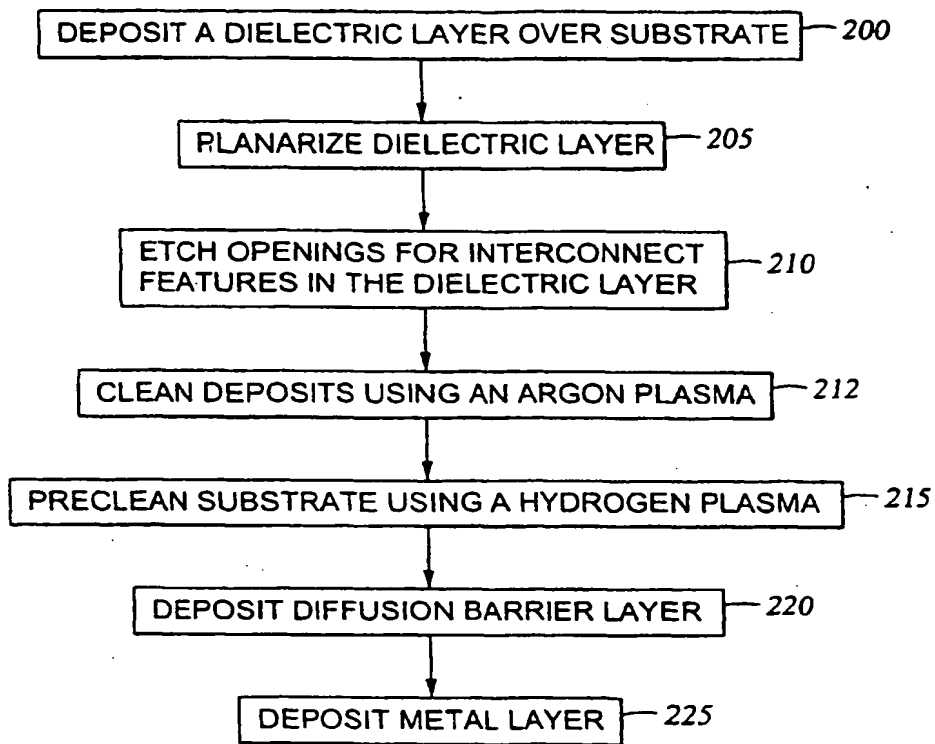 DEPOSIT A DIELECTRIC LAYER OVER SUBSTRATE 200
PLANARIZE DIELECTRIC LAYER 205
ETCH OPENINGS FOR INTERCONNECT
FEATURES IN THE DIELECTRIC LAYER 210
CLEAN DEPOSITS USING AN ARGON PLASMA 212
PRECLEAN SUBSTRATE USING A HYDROGEN PLASMA 215
DEPOSIT DIFFUSION BARRIER LAYER 220
DEPOSIT METAL LAYER 225